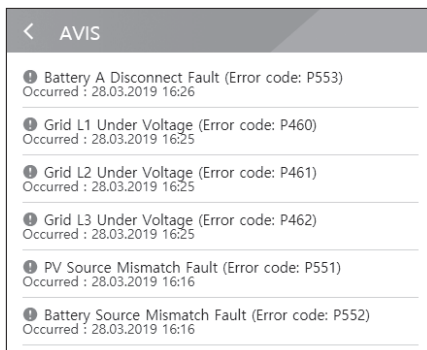 AVIS
Battery A Disconnect Fault (Error code: P553)
Occurred : 28.03.2019 16:26
Grid L1 Under Voltage (Error code: P460)
Occurred : 28.03.2019 16:25
Grid L2 Under Voltage (Error code: P461)
Occurred : 28.03.2019 16:25
Grid L3 Under Voltage (Error code: P462)
Occurred : 28.03.2019 16:25
PV Source Mismatch Fault (Error code: P551)
Occurred : 28.03.2019 16:16
Battery Source Mismatch Fault (Error code: P552)
Occurred : 28.03.2019 16:16